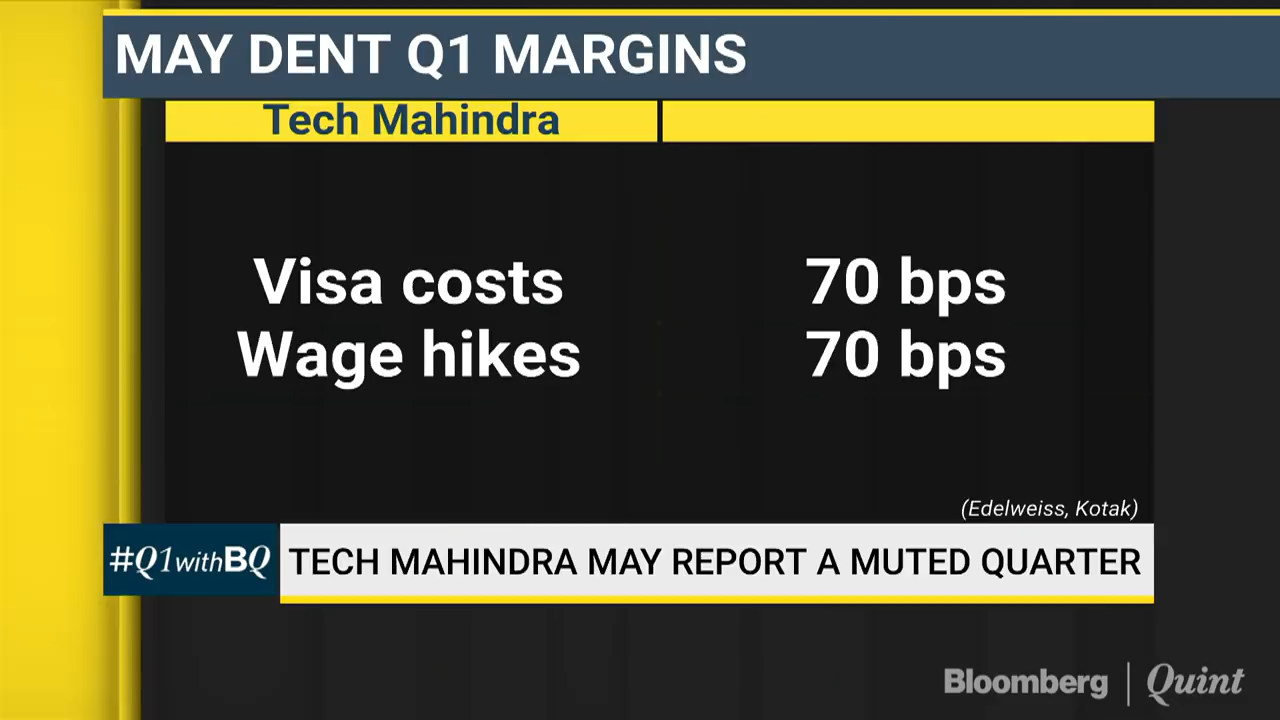 MAY DENT Q1 MARGINS
Tech Mahindra
Visa costs 70 bps
Wage hikes 70 bps
(Edelweiss, Kotak)
#Q1withBQ TECH MAHINDRA MAY REPORT A MUTED QUARTER
Bloomberg | Quint